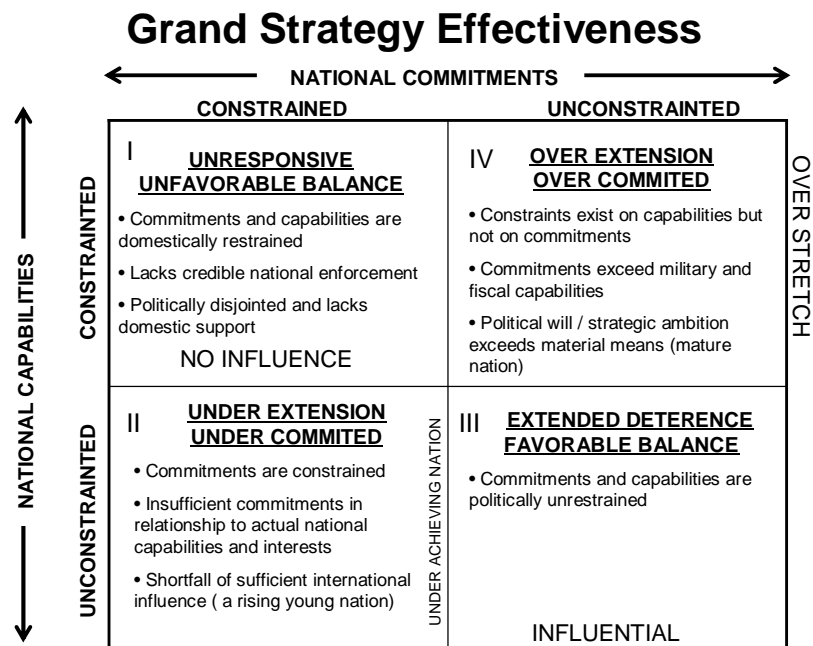 Grand Strategy Effectiveness
NATIONAL COMMITMENTS
CONSTRAINED
UNCONSTRAINTED
NATIONAL CAPABILITIES
CONSTRAINTED
I
UNRESPONSIVE
UNFAVORABLE BALANCE
• Commitments and capabilities are
domestically restrained
• Lacks credible national enforcement
• Politically disjointed and lacks
domestic support
NO INFLUENCE
IV
OVER EXTENSION
OVER COMMITED
• Constraints exist on capabilities but
not on commitments
• Commitments exceed military and
fiscal capabilities
• Political will / strategic ambition
exceeds material means (mature
nation)
OVER STRETCH
UNCONSTRAINTED
II
UNDER EXTENSION
UNDER COMMITED
• Commitments are constrained
• Insufficient commitments in
relationship to actual national
capabilities and interests
• Shortfall of sufficient international
influence ( a rising young nation)
UNDER ACHIEVING NATION
III
EXTENDED DETERENCE
FAVORABLE BALANCE
• Commitments and capabilities are
politically unrestrained
INFLUENTIAL